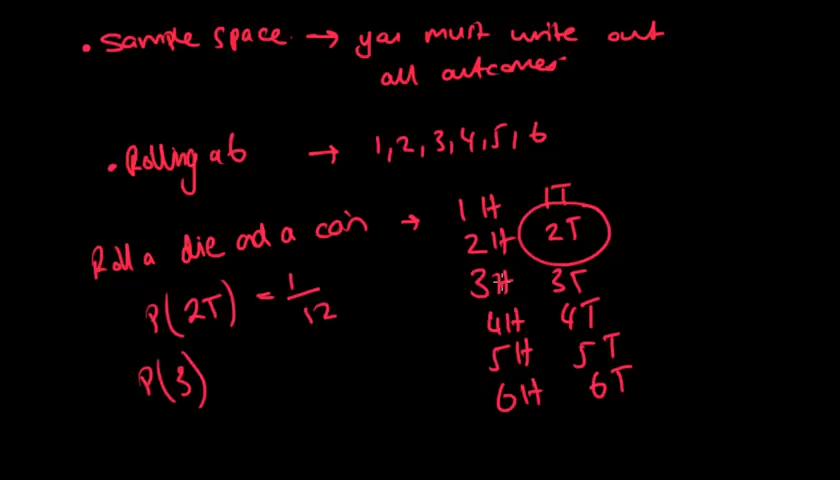 • Sample space → you must write out
all outcomes
• Rolling a 6 → 1, 2, 3, 4, 5, 6
Roll a die and a coin → 1H 1T
2H 2T
3H 3T
P(2T) = 1/12
4H 4T
5H 5T
P(3)
6H 6T